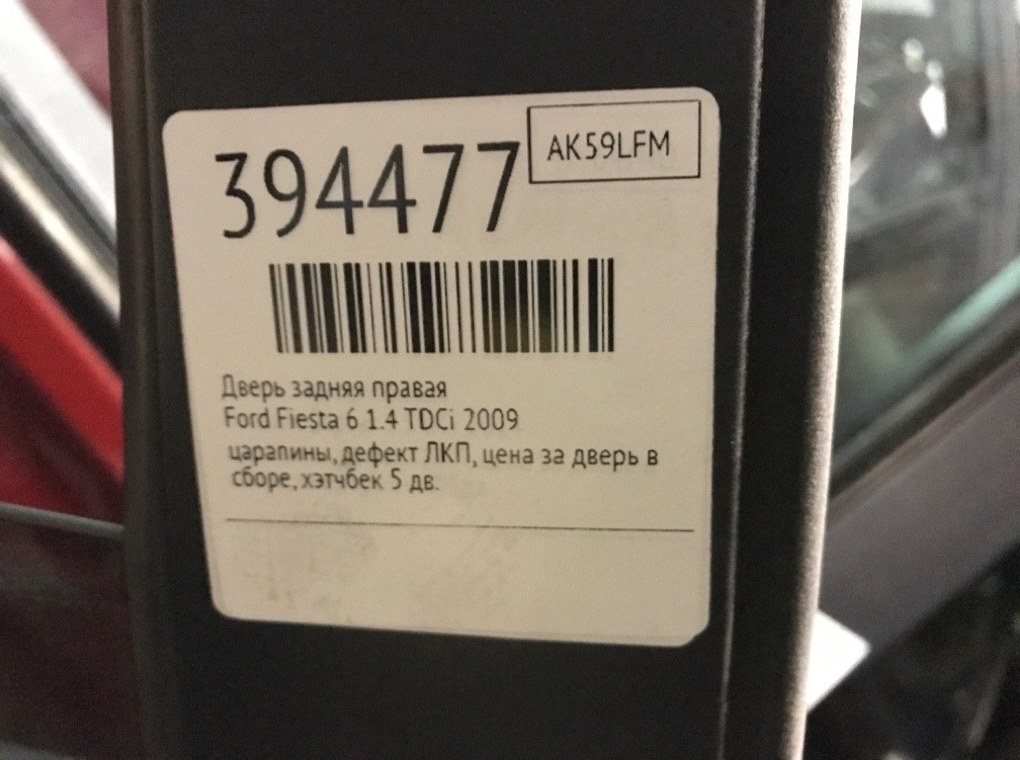 394477
AK59LFM
Дверь задняя правая
Ford Fiesta 6 1.4 TDCi 2009
царапины, дефект ЛКП, цена за дверь в
сборе, хэтчбек 5 дв.